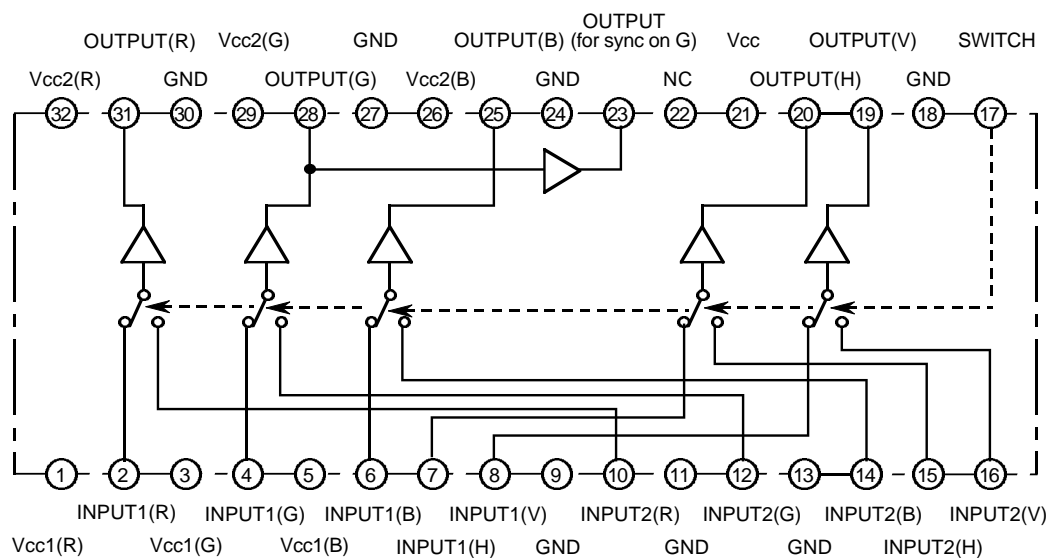 OUTPUT
OUTPUT(R) Vcc2(G) GND OUTPUT(B) (for sync on G) Vcc OUTPUT(V) SWITCH
Vcc2(R) GND OUTPUT(G) Vcc2(B) GND NC OUTPUT(H) GND
32 31 30 29 28 27 26 25 24 23 22 21 20 19 18 17
1 2 3 4 5 6 7 8 9 10 11 12 13 14 15 16
INPUT1(R) INPUT1(G) INPUT1(B) INPUT1(V) INPUT2(R) INPUT2(G) INPUT2(B) INPUT2(V)
Vcc1(R) Vcc1(G) Vcc1(B) INPUT1(H) GND GND GND INPUT2(H)